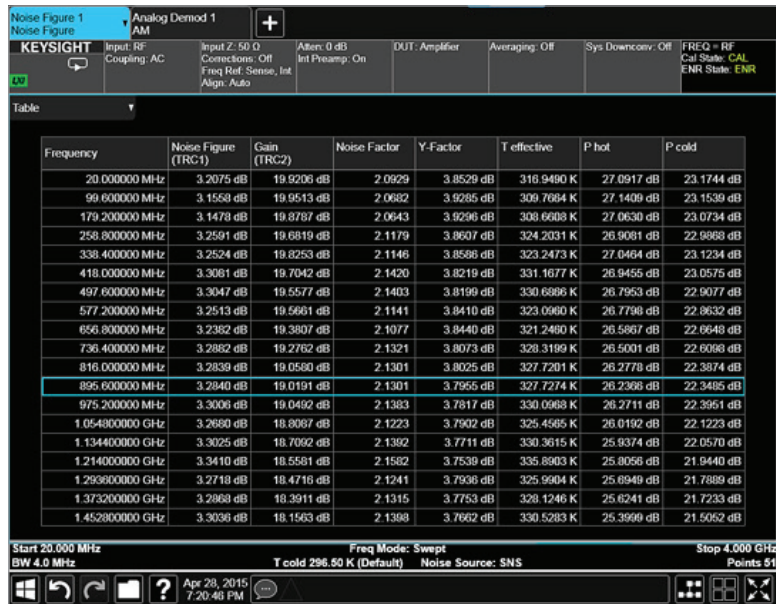 Noise Figure 1
Noise Figure
Analog Demod 1
AM
KEYSIGHT
LXI
Input: RF
Coupling: AC
Input Z: 50 Ω
Corrections: Off
Freq Ref: Sense, Int
Align: Auto
Atten: 0 dB
Int Preamp: On
DUT: Amplifier
Averaging: Off
Sys Downconv: Off
FREQ = RF
Cal State: CAL
ENR State: ENR
Table
Frequency Noise Figure (TRC1) Gain (TRC2) Noise Factor Y-Factor T effective P hot P cold
20.000000 MHz 3.2075 dB 19.9206 dB 2.0929 3.8529 dB 316.9490 K 27.0917 dB 23.1744 dB
99.600000 MHz 3.1558 dB 19.9513 dB 2.0682 3.9285 dB 309.7664 K 27.1409 dB 23.1539 dB
179.200000 MHz 3.1478 dB 19.8787 dB 2.0643 3.9296 dB 308.6608 K 27.0630 dB 23.0734 dB
258.800000 MHz 3.2591 dB 19.6819 dB 2.1179 3.8607 dB 324.2031 K 26.9081 dB 22.9868 dB
338.400000 MHz 3.2524 dB 19.8253 dB 2.1146 3.8586 dB 323.2473 K 27.0464 dB 23.1234 dB
418.000000 MHz 3.3081 dB 19.7042 dB 2.1420 3.8219 dB 331.1677 K 26.9455 dB 23.0575 dB
497.600000 MHz 3.3047 dB 19.5577 dB 2.1403 3.8199 dB 330.6886 K 26.7953 dB 22.9077 dB
577.200000 MHz 3.2513 dB 19.5661 dB 2.1141 3.8410 dB 323.0960 K 26.7798 dB 22.8632 dB
656.800000 MHz 3.2382 dB 19.3807 dB 2.1077 3.8440 dB 321.2460 K 26.5867 dB 22.6648 dB
736.400000 MHz 3.2882 dB 19.2762 dB 2.1321 3.8073 dB 328.3199 K 26.5001 dB 22.6098 dB
816.000000 MHz 3.2839 dB 19.0580 dB 2.1301 3.8025 dB 327.7201 K 26.2778 dB 22.3874 dB
895.600000 MHz 3.2840 dB 19.0191 dB 2.1301 3.7955 dB 327.7274 K 26.2366 dB 22.3485 dB
975.200000 MHz 3.3006 dB 19.0492 dB 2.1383 3.7817 dB 330.0968 K 26.2711 dB 22.3951 dB
1.054800000 GHz 3.2680 dB 18.8087 dB 2.1223 3.7902 dB 325.4565 K 26.0192 dB 22.1223 dB
1.134400000 GHz 3.3025 dB 18.7092 dB 2.1392 3.7711 dB 330.3615 K 25.9374 dB 22.0570 dB
1.214000000 GHz 3.3410 dB 18.5581 dB 2.1582 3.7539 dB 335.8903 K 25.8056 dB 21.9440 dB
1.293600000 GHz 3.2718 dB 18.4716 dB 2.1241 3.7936 dB 325.9904 K 25.6949 dB 21.7889 dB
1.373200000 GHz 3.2868 dB 18.3911 dB 2.1315 3.7753 dB 328.1246 K 25.6241 dB 21.7233 dB
1.452800000 GHz 3.3036 dB 18.1563 dB 2.1398 3.7662 dB 330.5283 K 25.3999 dB 21.5052 dB
Start 20.000 MHz Freq Mode: Swept Stop 4.000 GHz
BW 4.0 MHz T cold 296.50 K (Default) Noise Source: SNS Points 51
Apr 28, 2015
7:20:46 PM